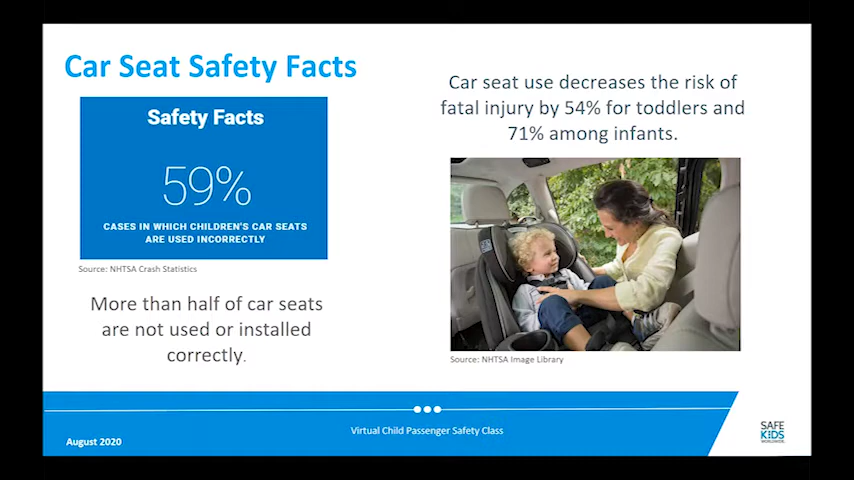 Car Seat Safety Facts
Safety Facts
59%
CASES IN WHICH CHILDREN'S CAR SEATS
ARE USED INCORRECTLY
Source: NHTSA Crash Statistics
More than half of car seats
are not used or installed
correctly.
Car seat use decreases the risk of
fatal injury by 54% for toddlers and
71% among infants.
Source: NHTSA Image Library
August 2020
Virtual Child Passenger Safety Class
SAFE
KIDS
WORLDWIDE